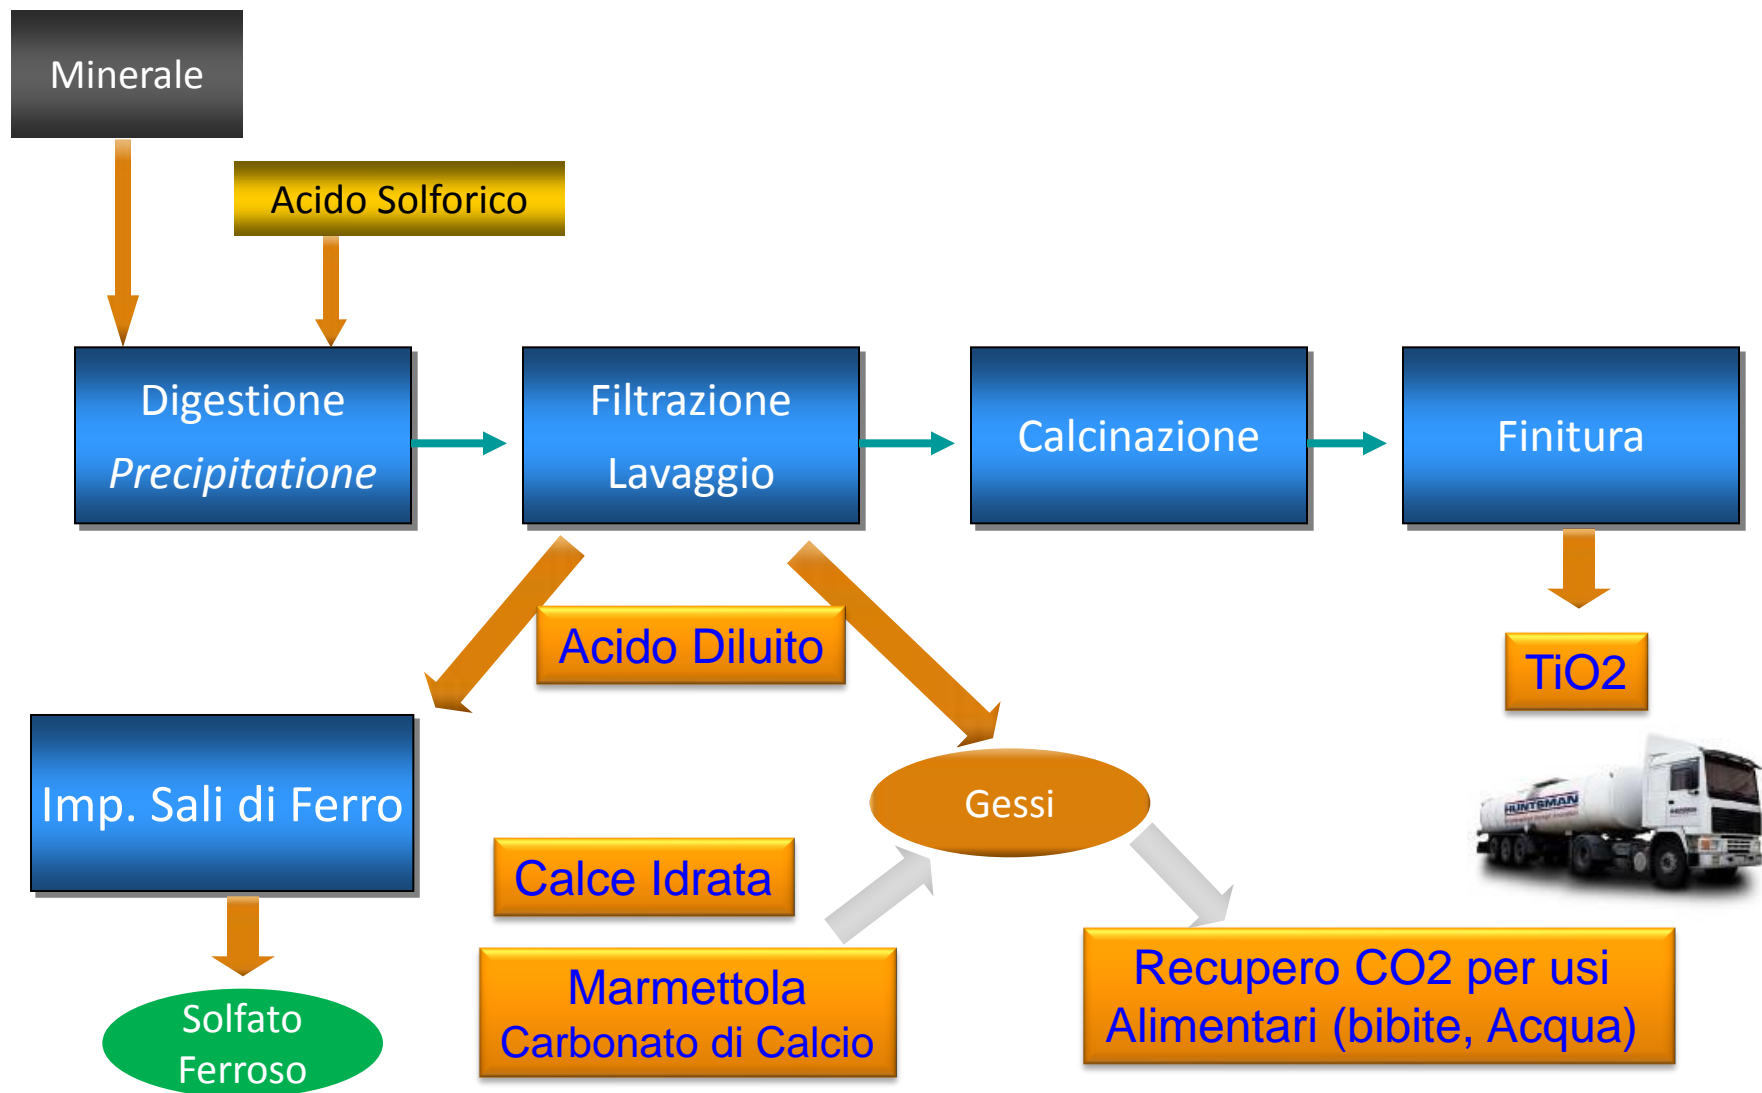 Minerale
Acido Solforico
Digestione
Precipitatione
Filtrazione
Lavaggio
Calcinazione
Finitura
Acido Diluito
TiO2
Imp. Sali di Ferro
Gessi
HUNTSMAN
Calce Idrata
Marmettola
Carbonato di Calcio
Recupero CO2 per usi
Alimentari (bibite, Acqua)
Solfato
Ferroso